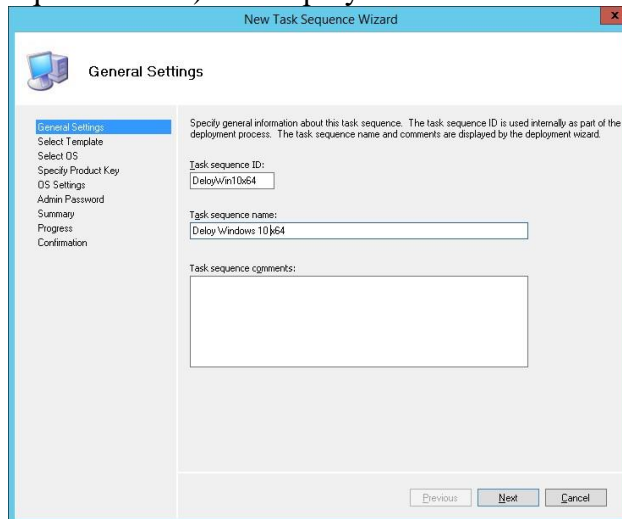 New Task Sequence Wizard
x
General Settings
General Settings
Select Template
Select OS
Specify Product Key
OS Settings
Admin Password
Summary
Progress
Confirmation
Specify general information about this task sequence. The task sequence ID is used internally as part of the
deployment process. The task sequence name and comments are displayed by the deployment wizard.
Task sequence ID:
DeloyWin10x64
Task sequence name:
Deloy Windows 10 x64
Task sequence comments:
Previous Next Cancel